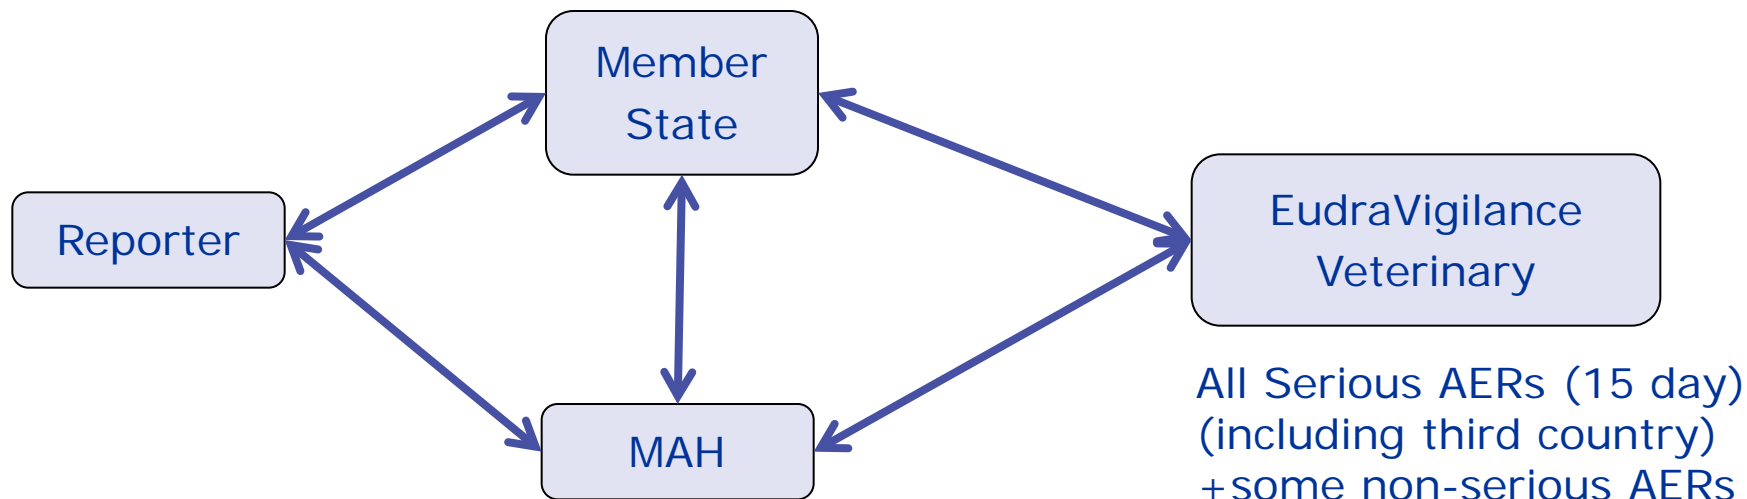 Member
State
Reporter
EudraVigilance
Veterinary
MAH
All Serious AERs (15 day)
(including third country)
+some non-serious AERs